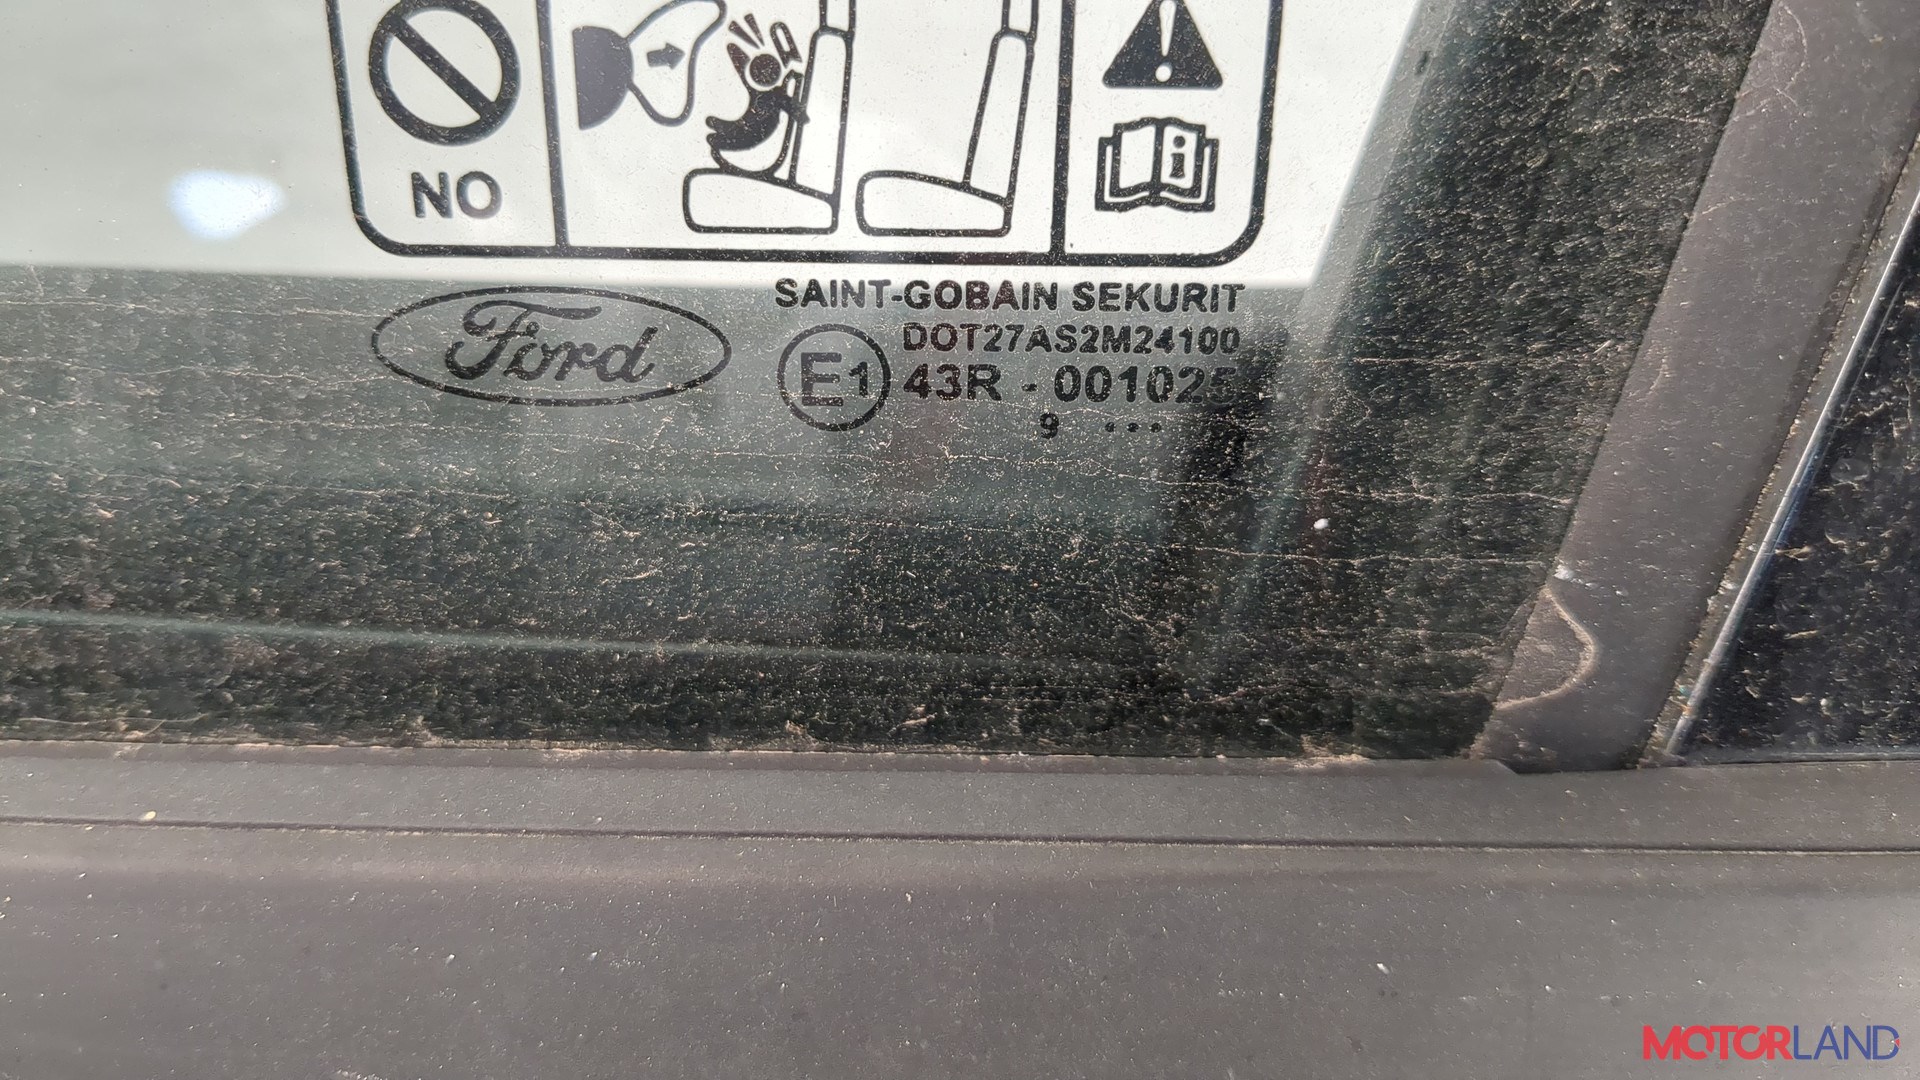 NO
Ford
SAINT-GOBAIN SEKURIT
DOT27AS2M24100
E1 43R - 001025
9 ...
MOTORLAND